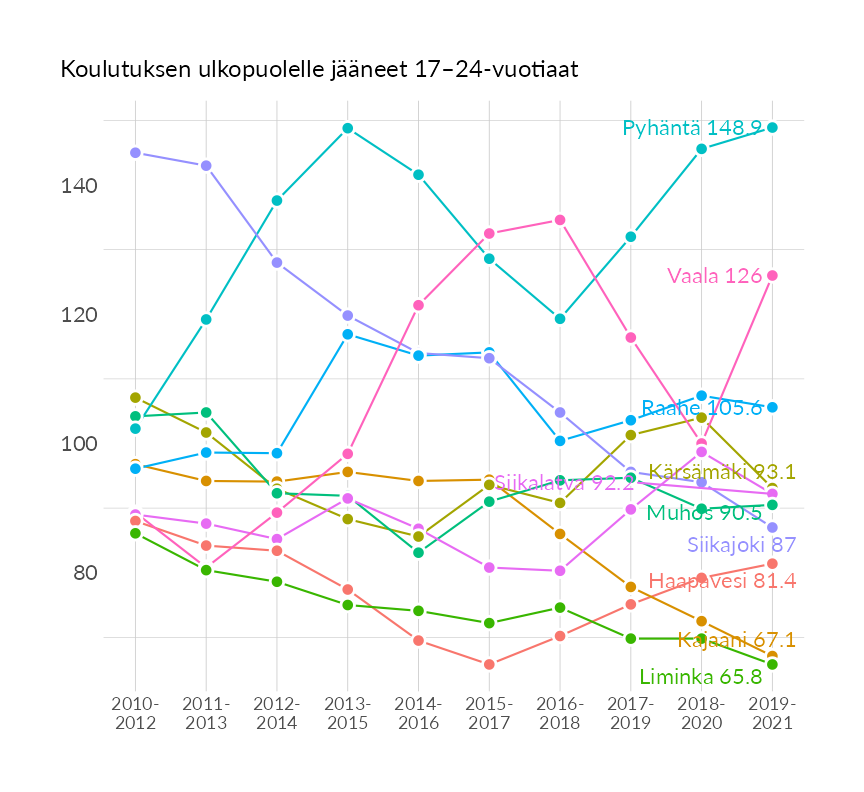 Koulutuksen ulkopuolelle jääneet 17–24-vuotiaat
Pyhäntä 148.9
140
Vaala 126
120
Raahe 105.6
100
Kärsämäki 93.1
Siikalatva 92.2
Muhos 90.5
Siikajoki 87
80
Haapavesi 81.4
Kajaani 67.1
Liminka 65.8
2010- 2011- 2012- 2013- 2014- 2015- 2016- 2017- 2018- 2019-
2012 2013 2014 2015 2016 2017 2018 2019 2020 2021